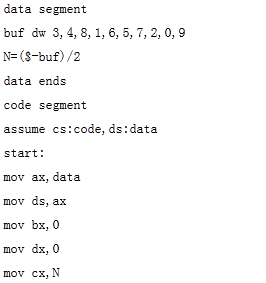 data segment
buf dw 3,4,8,1,6,5,7,2,0,9
N=($-buf)/2
data ends
code segment
assume cs:code,ds:data
start:
mov ax,data
mov ds,ax
mov bx,0
mov dx,0
mov cx,N